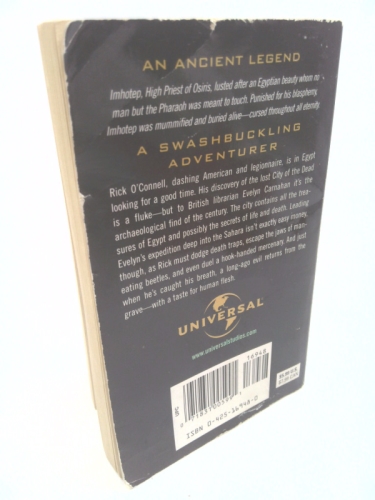 AN ANCIENT LEGEND
Imhotep, High Priest of Osiris, lusted after an Egyptian beauty whom no
man but the Pharaoh was meant to touch. Punished for his blasphemy,
Imhotep was mummified and buried alive—cursed throughout all eternity.
A SWASHBUCKLING
ADVENTURER
Rick O'Connell, dashing American and legionnaire, is in Egypt
looking for a good time. His discovery of the lost City of the Dead
is a fluke—but to British librarian Evelyn Carnahan it's the
archaeological find of the century. The city contains all the trea-
sures of Egypt and possibly the secrets of life and death. Leading
Evelyn's expedition deep into the Sahara isn't exactly easy money,
though, as Rick must dodge death traps, escape the jaws of man-
eating beetles, and even duel a hook-handed mercenary. And just
when he's caught his breath, a long-ago evil returns from the
grave—with a taste for human flesh.
UNIVERSAL
www.universalstudios.com
16948
ISBN 0-425-16948-2